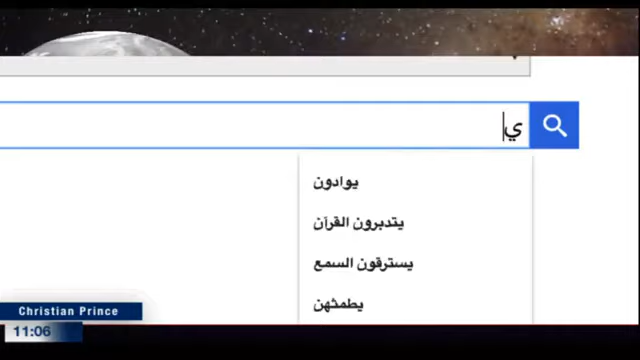 ي
يوادون
يتدبرون القرآن
يسترقون السمع
يطمثهن
Christian Prince
11:06